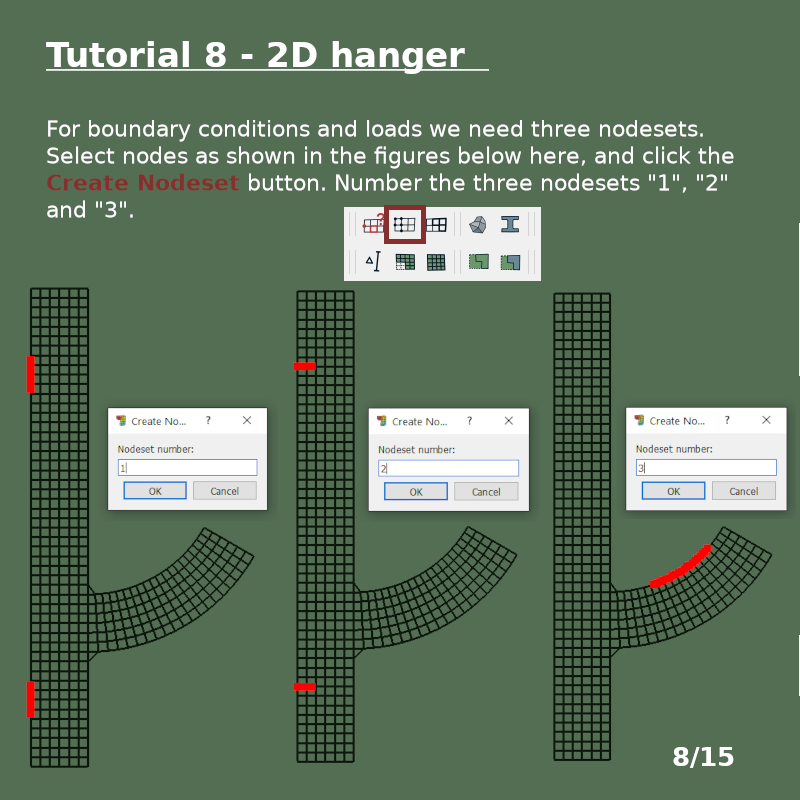 Tutorial 8 - 2D hanger
For boundary conditions and loads we need three nodesets.
Select nodes as shown in the figures below here, and click the
Create Nodeset button. Number the three nodesets "1", "2"
and "3".
Create No... ?
Nodeset number:
1
OK Cancel
Create No... ?
Nodeset number:
2
OK Cancel
Create No... ?
Nodeset number:
3
OK Cancel
8/15